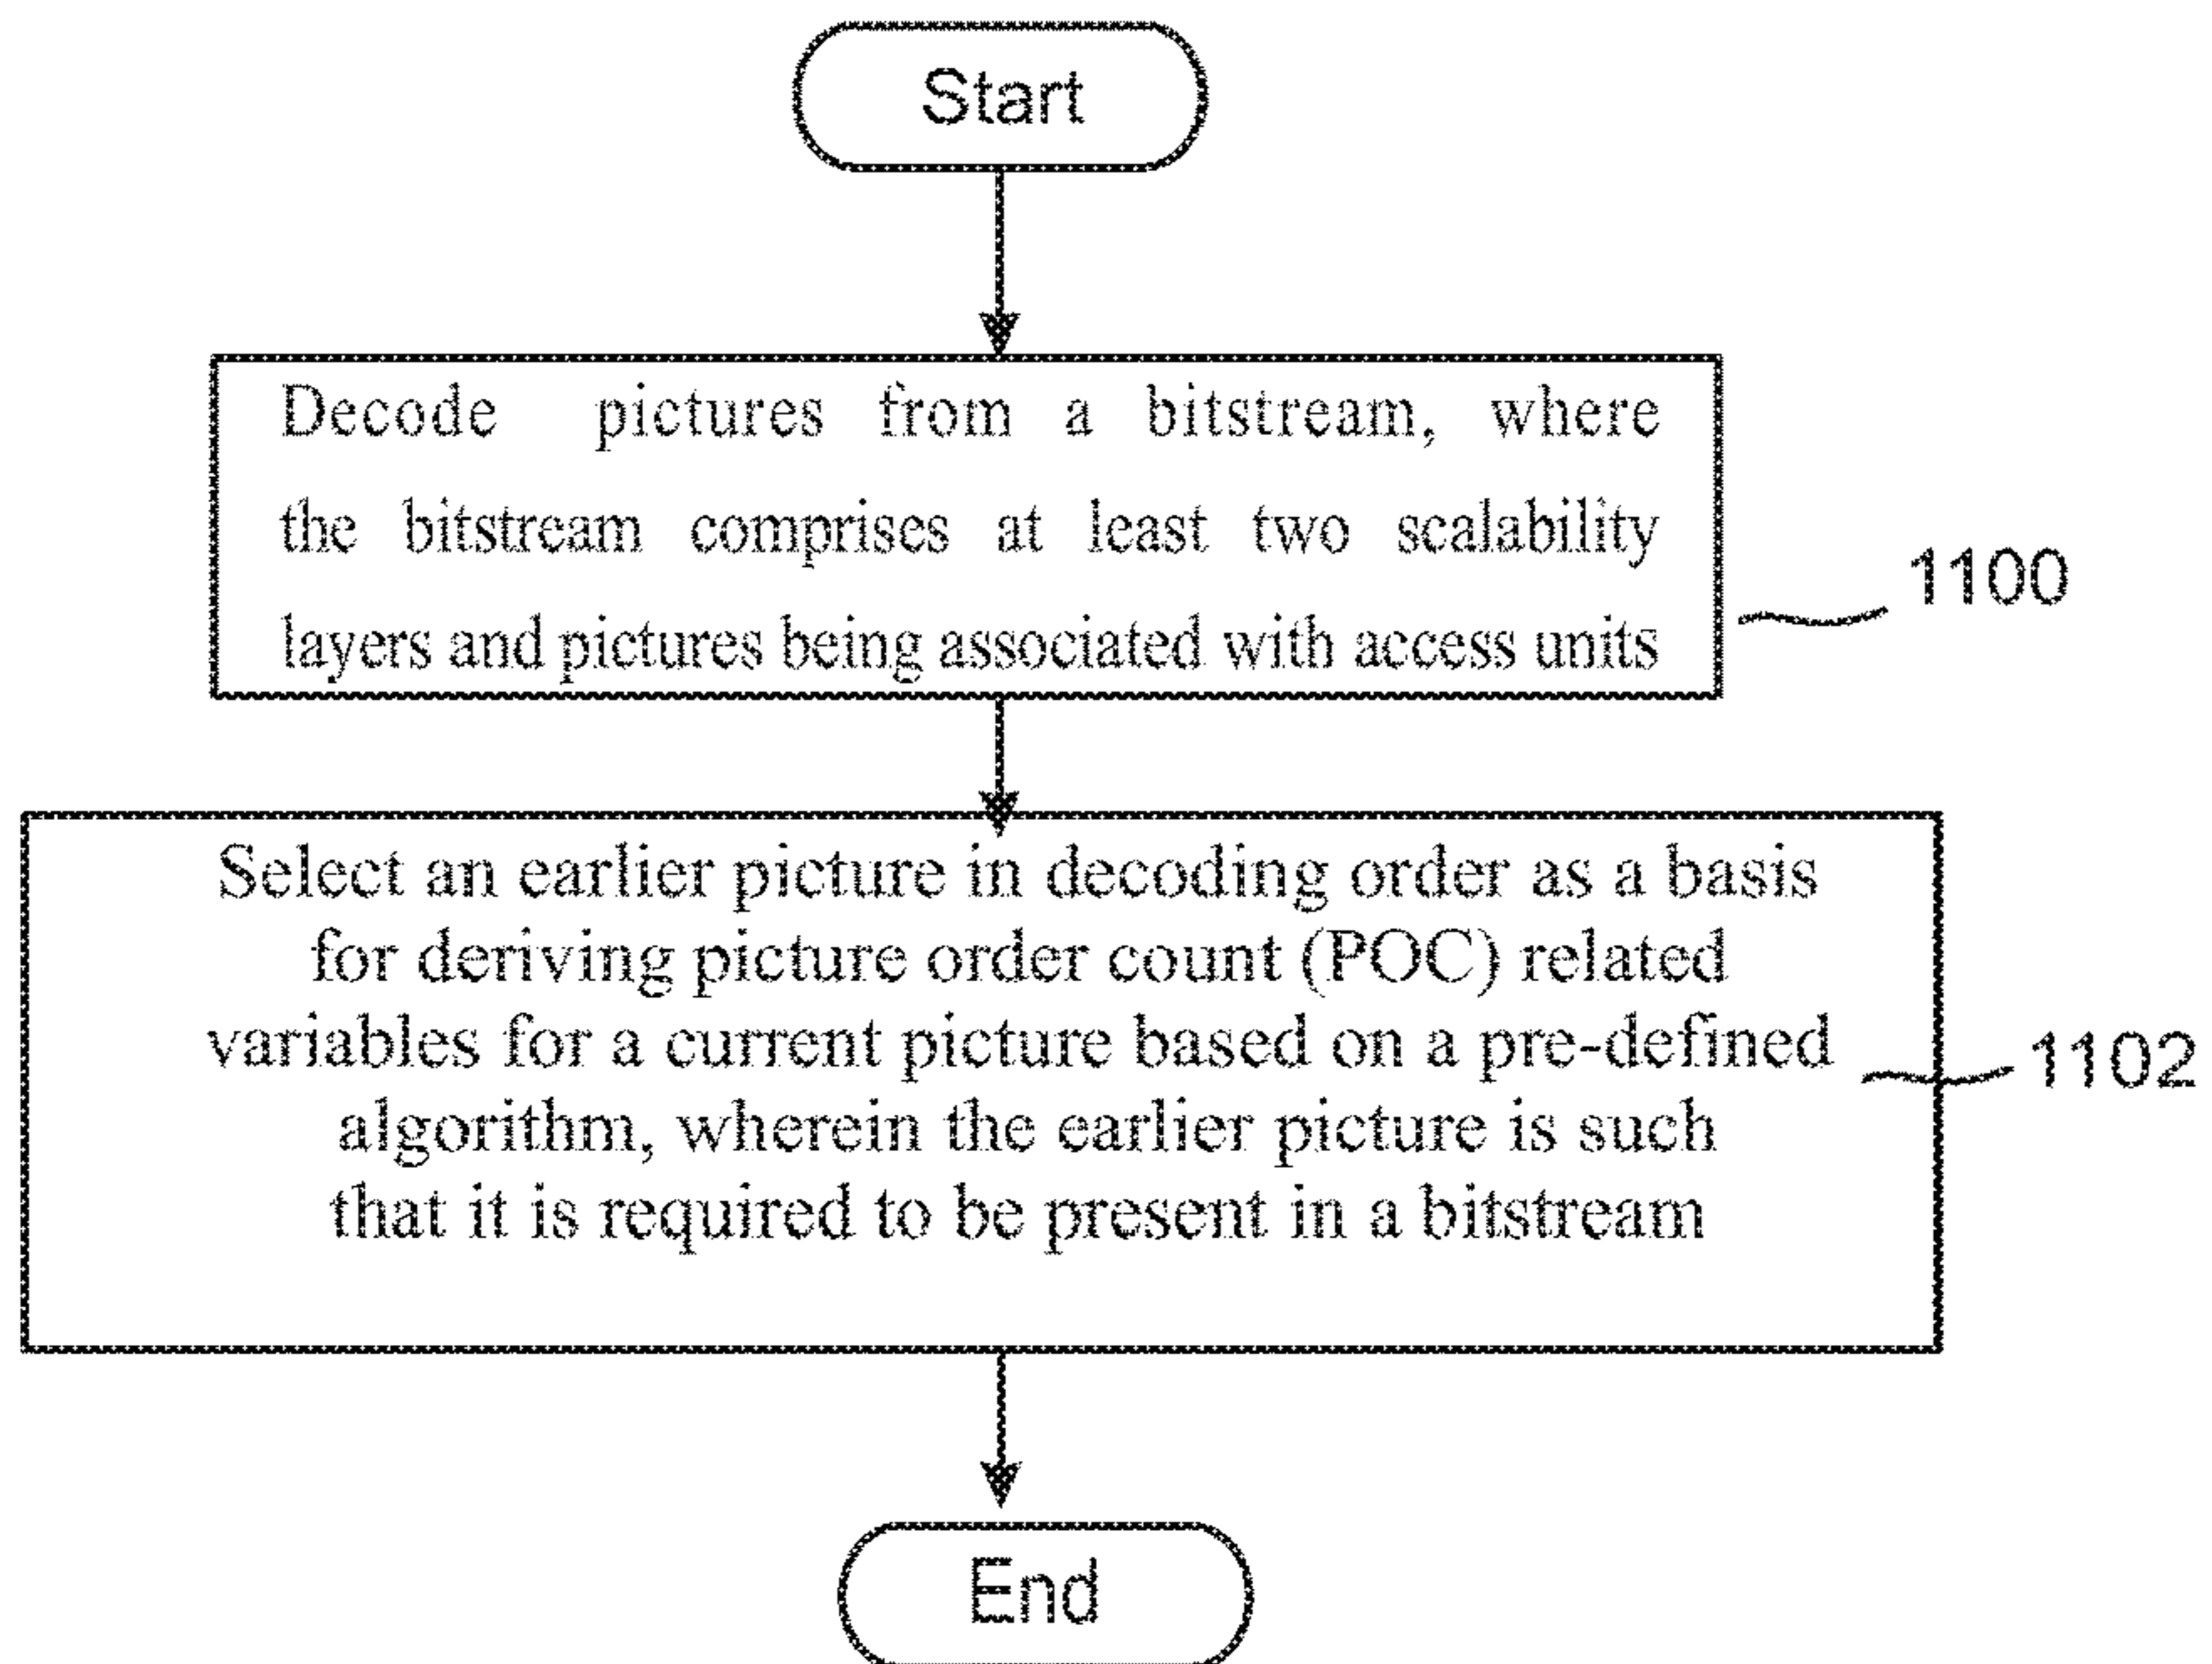 Start
Decode pictures from a bitstream, where
the bitstream comprises at least two scalability
layers and pictures being associated with access units
1100
Select an earlier picture in decoding order as a basis
for deriving picture order count (POC) related
variables for a current picture based on a pre-defined
algorithm, wherein the earlier picture is such
that it is required to be present in a bitstream
1102
End